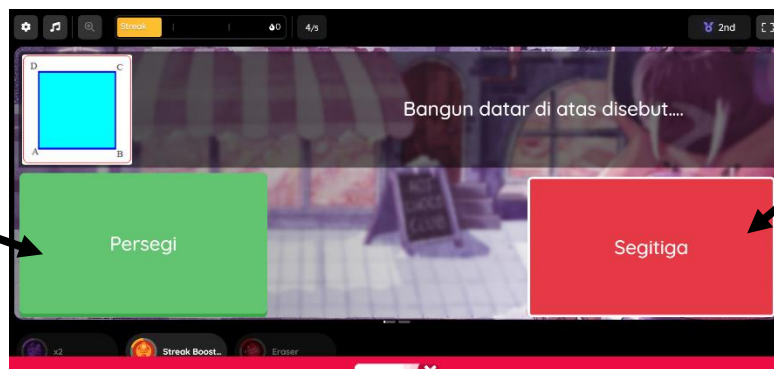 Streak
0
4/5
2nd
D
C
A
B
Bangun datar di atas disebut....
Persegi
Segitiga
x2
Streak Boost..
Eraser